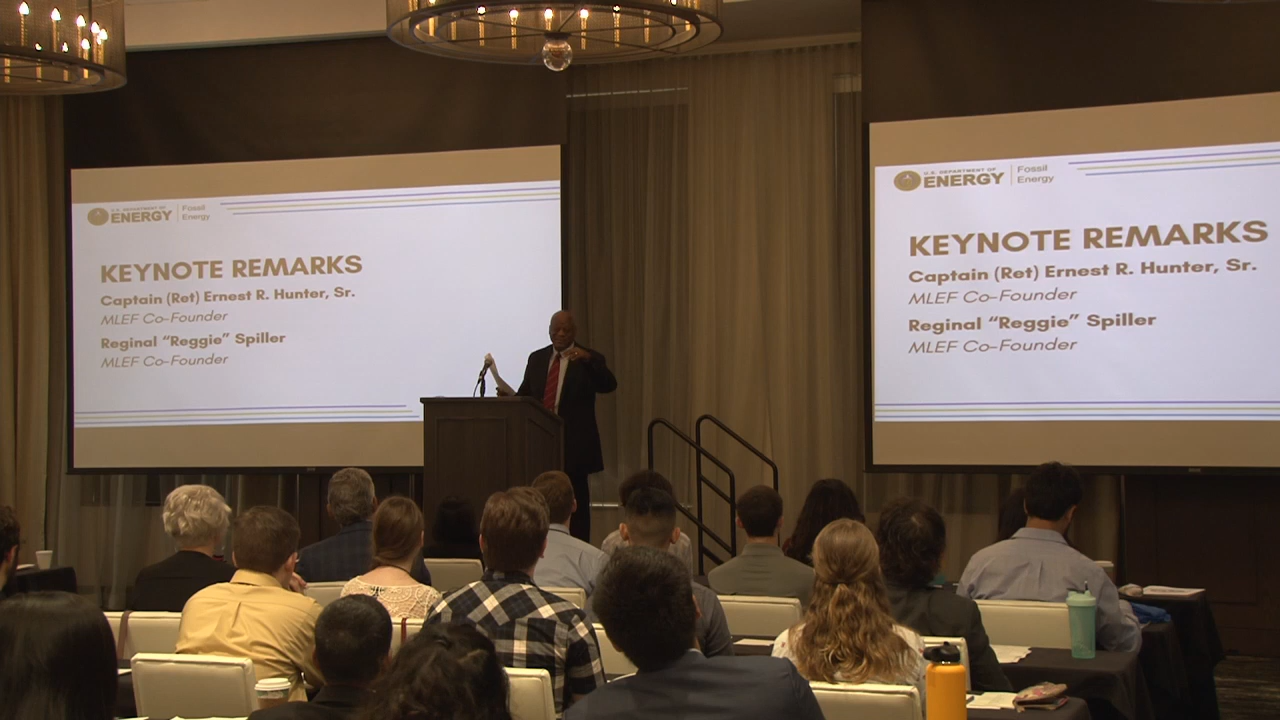 U.S. DEPARTMENT OF
ENERGY
Fossil
Energy
KEYNOTE REMARKS
Captain (Ret) Ernest R. Hunter, Sr.
MLEF Co-Founder
Reginal “Reggie” Spiller
MLEF Co-Founder
U.S. DEPARTMENT OF
ENERGY
Fossil
Energy
KEYNOTE REMARKS
Captain (Ret) Ernest R. Hunter, Sr.
MLEF Co-Founder
Reginal “Reggie” Spiller
MLEF Co-Founder